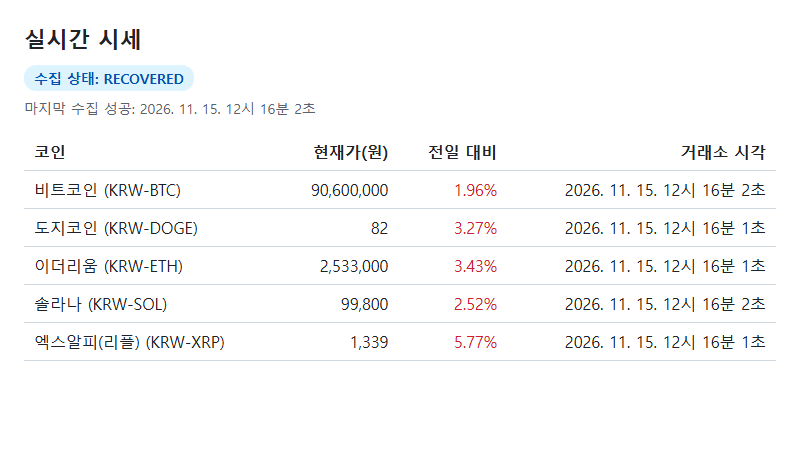 실시간 시세
수집 상태: RECOVERED
마지막 수집 성공: 2026. 11. 15. 12시 16분 2초
코인 현재가(원) 전일 대비 거래소 시각
비트코인 (KRW-BTC) 90,600,000 1.96% 2026. 11. 15. 12시 16분 2초
도지코인 (KRW-DOGE) 82 3.27% 2026. 11. 15. 12시 16분 1초
이더리움 (KRW-ETH) 2,533,000 3.43% 2026. 11. 15. 12시 16분 1초
솔라나 (KRW-SOL) 99,800 2.52% 2026. 11. 15. 12시 16분 2초
엑스알피(리플) (KRW-XRP) 1,339 5.77% 2026. 11. 15. 12시 16분 1초